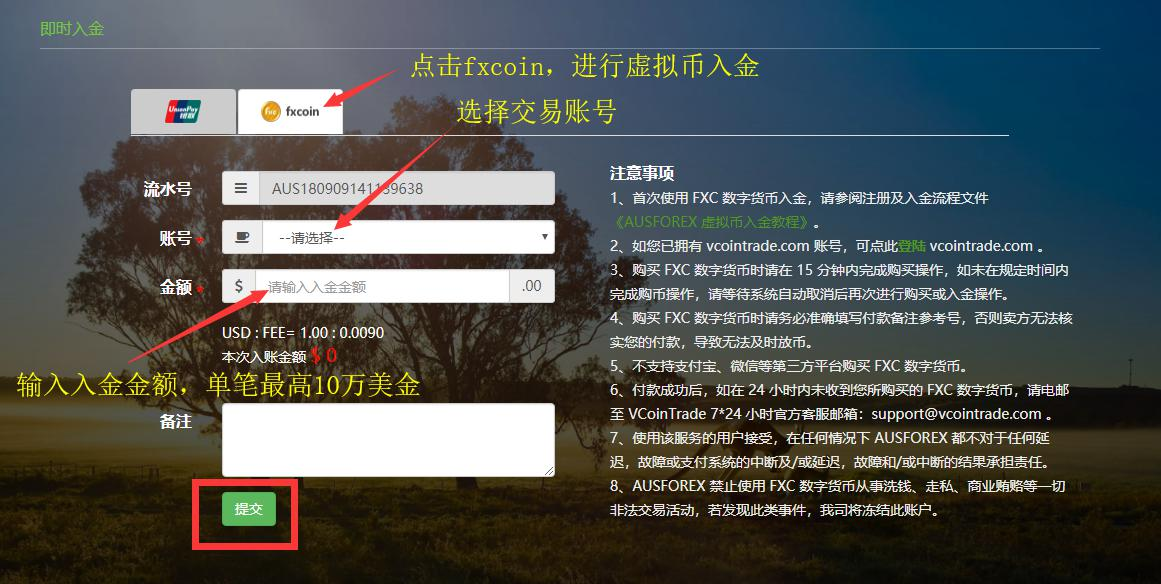 即时入金
点击fxcoin，进行虚拟币入金
UnionPay
银联
fxc fxcoin
选择交易账号
流水号 AUS180909141139638
账号* --请选择--
金额* $ 请输入入金金额 .00
USD : FEE= 1.00 : 0.0090
本次入账金额 $ 0
输入入金金额，单笔最高10万美金
备注
提交
注意事项
1、首次使用 FXC 数字货币入金，请参阅注册及入金流程文件
《AUSFOREX 虚拟币入金教程》。
2、如您已拥有 vcointrade.com 账号，可点此登陆 vcointrade.com 。
3、购买 FXC 数字货币时请在 15 分钟内完成购买操作，如未在规定时间内
完成购币操作，请等待系统自动取消后再次进行购买或入金操作。
4、购买 FXC 数字货币时请务必准确填写付款备注参考号，否则卖方无法核
实您的付款，导致无法及时放币。
5、不支持支付宝、微信等第三方平台购买 FXC 数字货币。
6、付款成功后，如在 24 小时内未收到您所购买的 FXC 数字货币，请电邮
至 VCoinTrade 7*24 小时官方客服邮箱：support@vcointrade.com 。
7、使用该服务的用户接受，在任何情况下 AUSFOREX 都不对于任何延
迟，故障或支付系统的中断及/或延迟，故障和/或中断的结果承担责任。
8、AUSFOREX 禁止使用 FXC 数字货币从事洗钱、走私、商业贿赂等一切
非法交易活动，若发现此类事件，我司将冻结此账户。